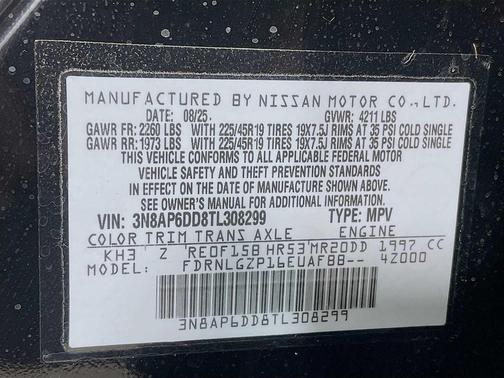 MANUFACTURED BY NISSAN MOTOR CO., LTD.
DATE: 08/25. GVWR: 4211 LBS
GAWR FR: 2260 LBS WITH 225/45R19 TIRES 19X7.5J RIMS AT 35 PSI COLD SINGLE
GAWR RR: 1973 LBS WITH 225/45R19 TIRES 19X7.5J RIMS AT 35 PSI COLD SINGLE
THIS VEHICLE CONFORMS TO ALL APPLICABLE FEDERAL MOTOR
VEHICLE SAFETY AND THEFT PREVENTION STANDARDS
IN EFFECT ON THE DATE OF MANUFACTURE SHOWN ABOVE.
SEE OWNER'S MANUAL FOR ADDITIONAL INFORMATION.
VIN: 3N8AP6DD8TL308299 TYPE: MPV
COLOR TRIM TRANS AXLE ENGINE
KH3 Z RE0F15B HR53 MR20DD 1997 CC
MODEL: FDRNLGZP16EUAF8B-- 4Z000
3N8AP6DD8TL308299